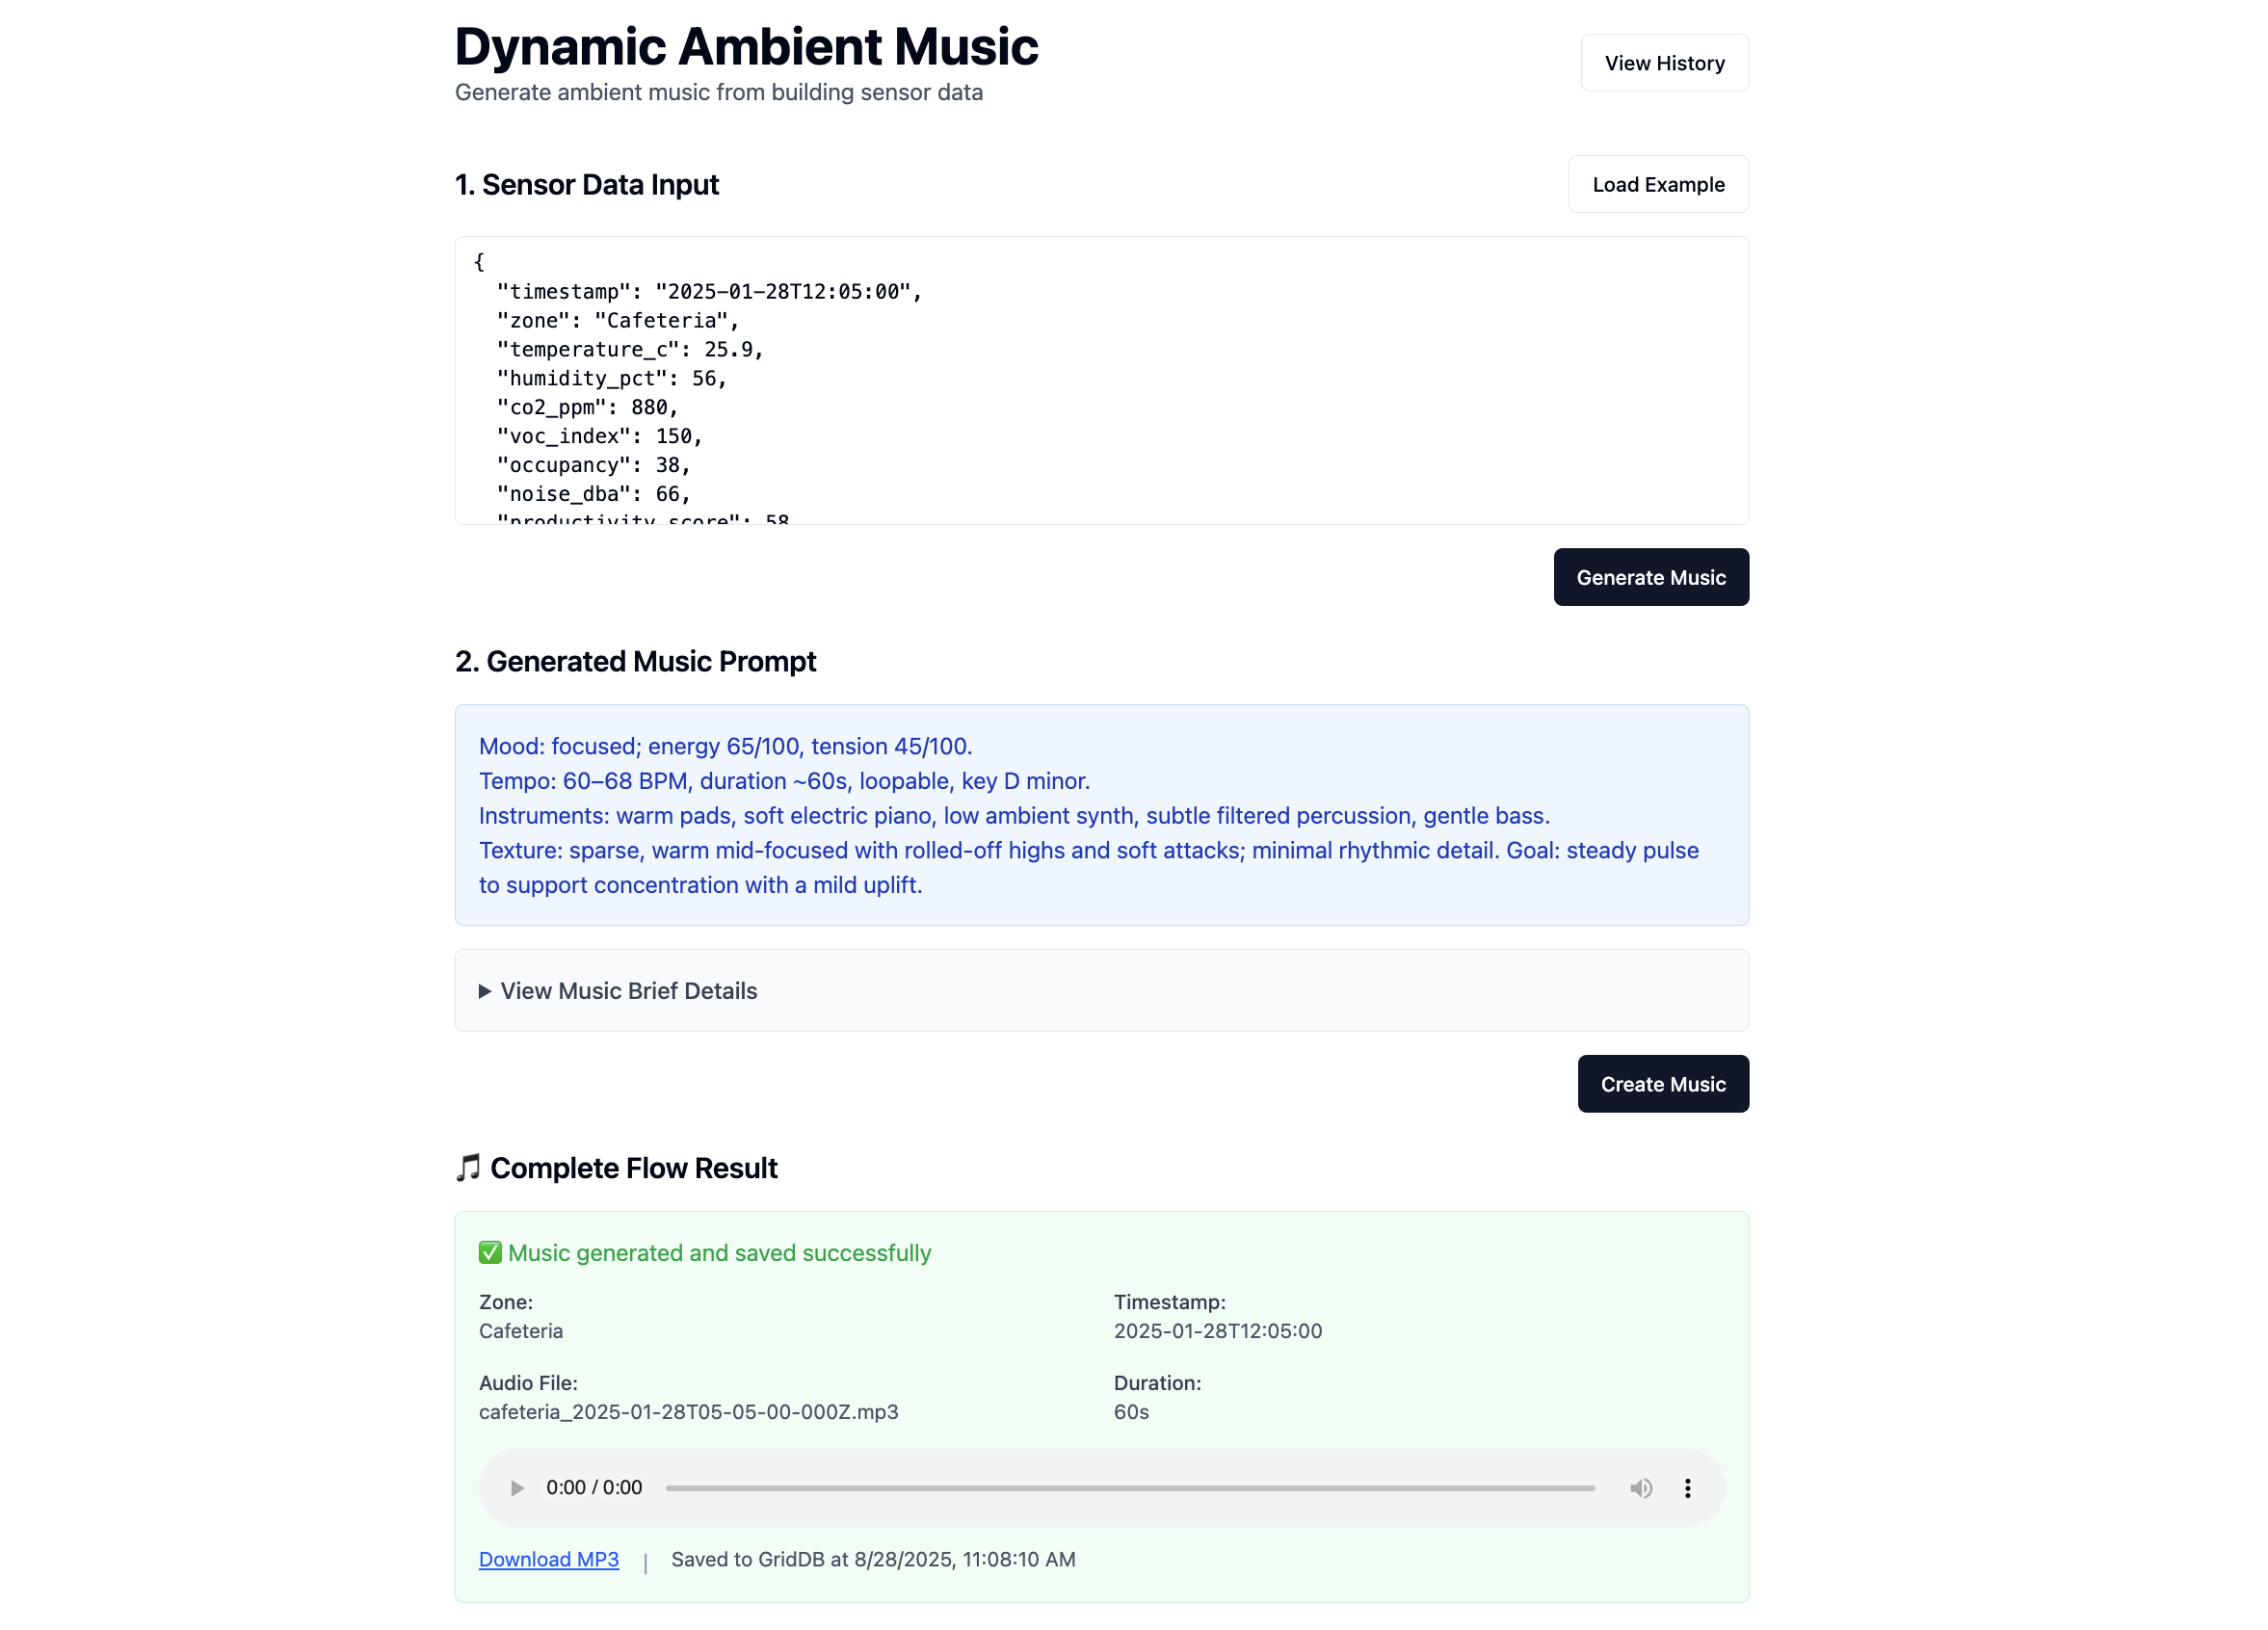 Dynamic Ambient Music
Generate ambient music from building sensor data
View History
1. Sensor Data Input
Load Example
{
"timestamp": "2025-01-28T12:05:00",
"zone": "Cafeteria",
"temperature_c": 25.9,
"humidity_pct": 56,
"co2_ppm": 880,
"voc_index": 150,
"occupancy": 38,
"noise_dba": 66,
"productivity_score": 58
Generate Music
2. Generated Music Prompt
Mood: focused; energy 65/100, tension 45/100.
Tempo: 60–68 BPM, duration ~60s, loopable, key D minor.
Instruments: warm pads, soft electric piano, low ambient synth, subtle filtered percussion, gentle bass.
Texture: sparse, warm mid-focused with rolled-off highs and soft attacks; minimal rhythmic detail. Goal: steady pulse
to support concentration with a mild uplift.
▶ View Music Brief Details
Create Music
🎵 Complete Flow Result
✅ Music generated and saved successfully
Zone:
Cafeteria
Timestamp:
2025-01-28T12:05:00
Audio File:
cafeteria_2025-01-28T05-05-00-000Z.mp3
Duration:
60s
0:00 / 0:00
Download MP3 | Saved to GridDB at 8/28/2025, 11:08:10 AM